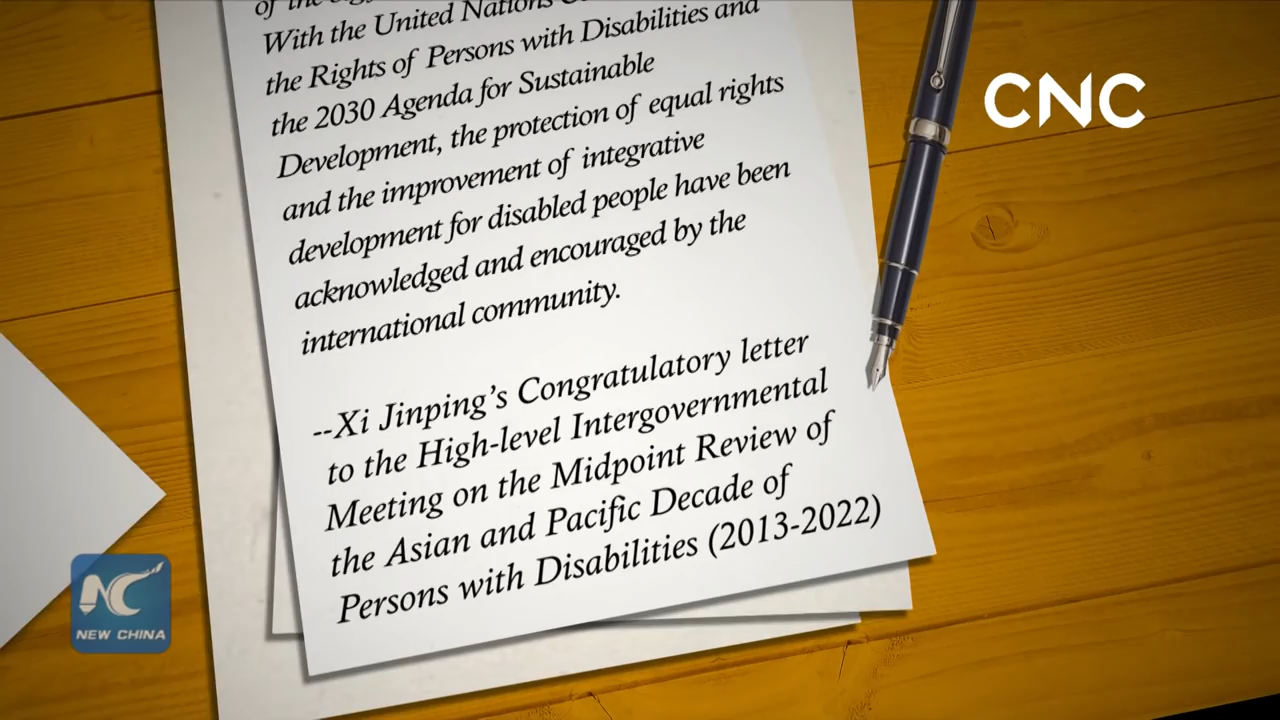 of the
With the United Nations
the Rights of Persons with Disabilities and
the 2030 Agenda for Sustainable
Development, the protection of equal rights
and the improvement of integrative
development for disabled people have been
acknowledged and encouraged by the
international community.
--Xi Jinping's Congratulatory letter
to the High-level Intergovernmental
Meeting on the Midpoint Review of
the Asian and Pacific Decade of
Persons with Disabilities (2013-2022)
CNC
NC
NEW CHINA